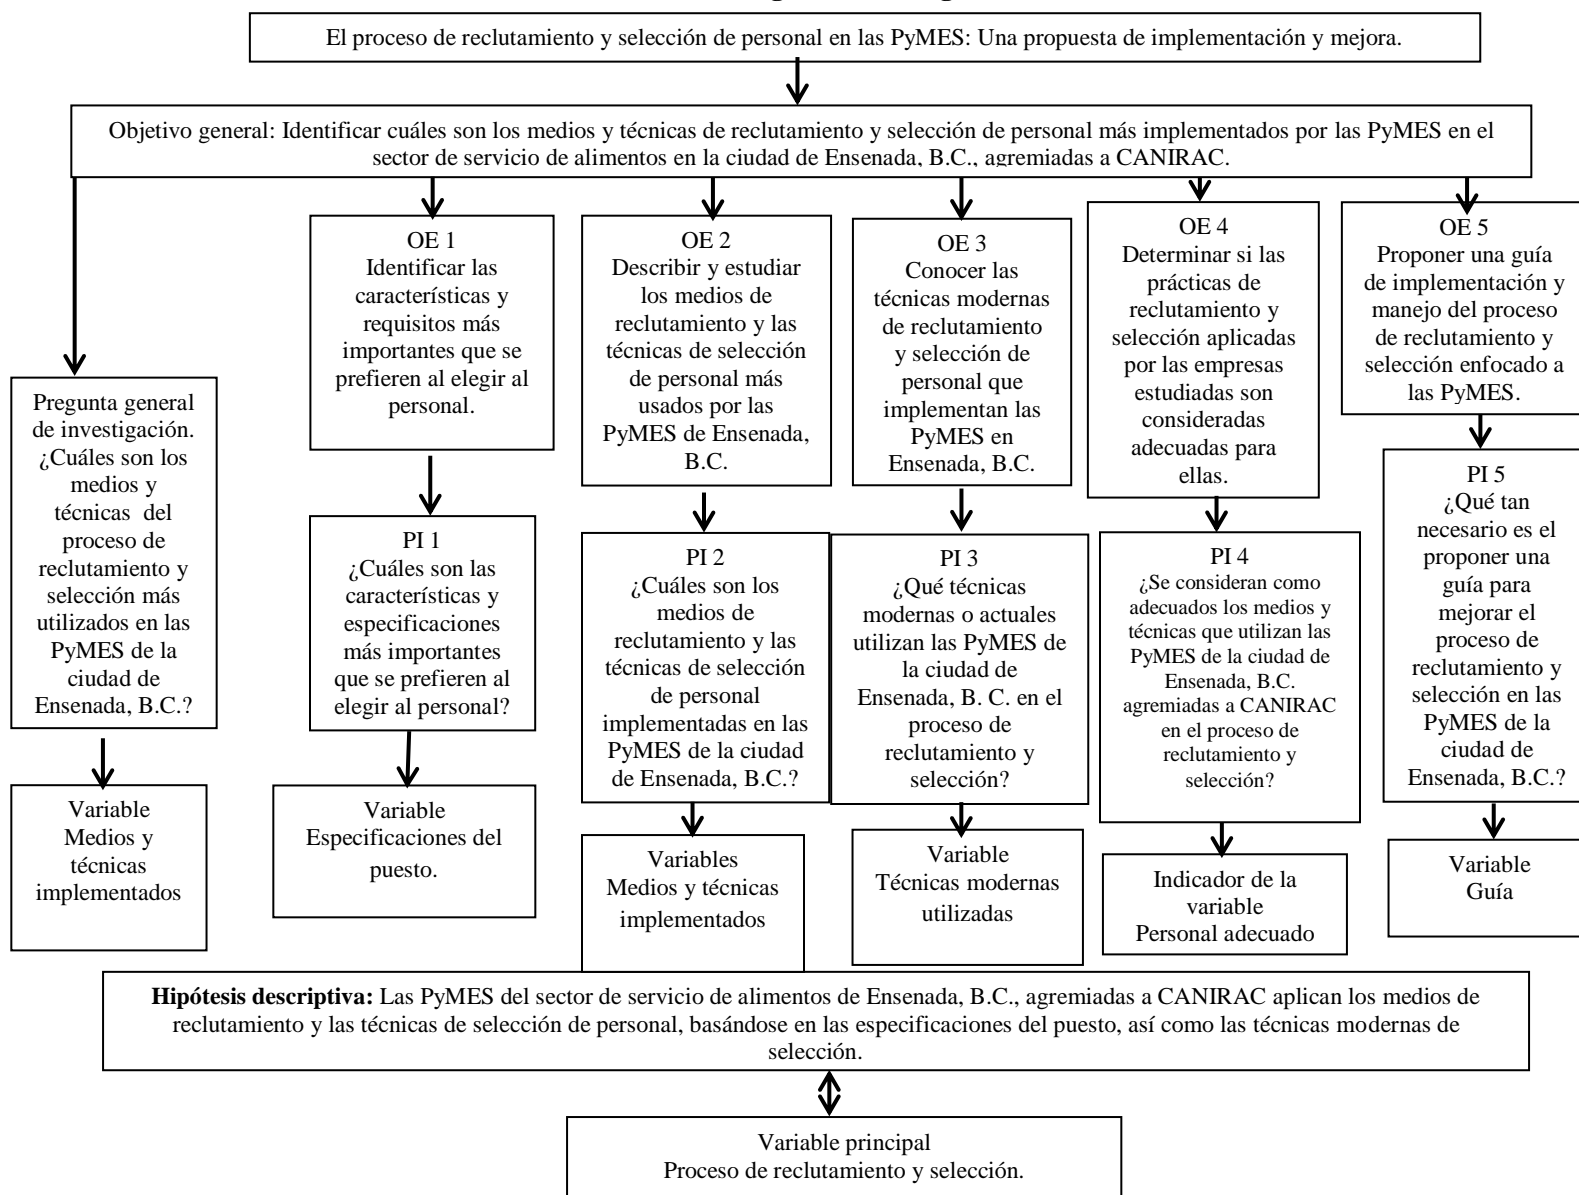 El proceso de reclutamiento y selección de personal en las PyMES: Una propuesta de implementación y mejora.
Objetivo general: Identificar cuáles son los medios y técnicas de reclutamiento y selección de personal más implementados por las PyMES en el
sector de servicio de alimentos en la ciudad de Ensenada, B.C., agremiadas a CANIRAC.
Pregunta general
de investigación.
¿Cuáles son los
medios y
técnicas del
proceso de
reclutamiento y
selección más
utilizados en las
PyMES de la
ciudad de
Ensenada, B.C.?
Variable
Medios y
técnicas
implementados
OE 1
Identificar las
características y
requisitos más
importantes que se
prefieren al elegir al
personal.
PI 1
¿Cuáles son las
características y
especificaciones
más importantes
que se prefieren al
elegir al personal?
Variable
Especificaciones del
puesto.
OE 2
Describir y estudiar
los medios de
reclutamiento y las
técnicas de selección
de personal más
usados por las
PyMES de Ensenada,
B.C.
PI 2
¿Cuáles son los
medios de
reclutamiento y las
técnicas de selección
de personal
implementadas en las
PyMES de la ciudad
de Ensenada, B.C.?
Variables
Medios y técnicas
implementados
OE 3
Conocer las
técnicas modernas
de reclutamiento
y selección de
personal que
implementan las
PyMES en
Ensenada, B.C.
PI 3
¿Qué técnicas
modernas o actuales
utilizan las PyMES de
la ciudad de
Ensenada, B. C. en el
proceso de
reclutamiento y
selección?
Variable
Técnicas modernas
utilizadas
OE 4
Determinar si las
prácticas de
reclutamiento y
selección aplicadas
por las empresas
estudiadas son
consideradas
adecuadas para
ellas.
PI 4
¿Se consideran como
adecuados los medios y
técnicas que utilizan las
PyMES de la ciudad de
Ensenada, B.C.
agremiadas a CANIRAC
en el proceso de
reclutamiento y
selección?
Indicador de la
variable
Personal adecuado
OE 5
Proponer una guía
de implementación y
manejo del proceso
de reclutamiento y
selección enfocado a
las PyMES.
PI 5
¿Qué tan
necesario es el
proponer una
guía para
mejorar el
proceso de
reclutamiento y
selección en las
PyMES de la
ciudad de
Ensenada, B.C.?
Variable
Guía
Hipótesis descriptiva: Las PyMES del sector de servicio de alimentos de Ensenada, B.C., agremiadas a CANIRAC aplican los medios de
reclutamiento y las técnicas de selección de personal, basándose en las especificaciones del puesto, así como las técnicas modernas de
selección.
Variable principal
Proceso de reclutamiento y selección.